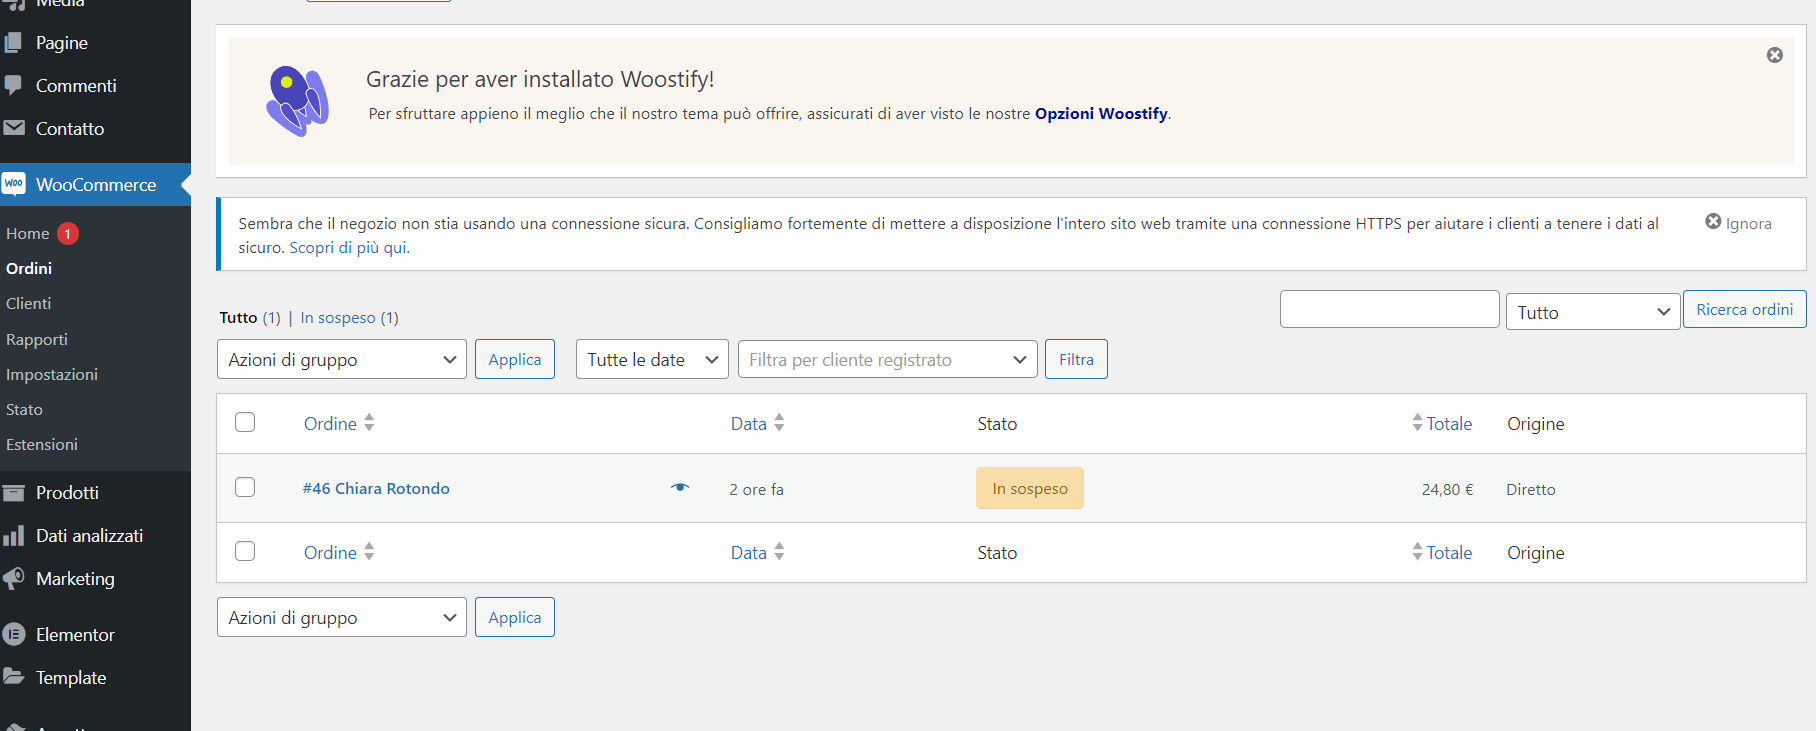 Media
Pagine
Commenti
Contatto
WooCommerce
Home 1
Ordini
Clienti
Rapporti
Impostazioni
Stato
Estensioni
Prodotti
Dati analizzati
Marketing
Elementor
Template
Grazie per aver installato Woostify!
Per sfruttare appieno il meglio che il nostro tema può offrire, assicurati di aver visto le nostre Opzioni Woostify.
Sembra che il negozio non stia usando una connessione sicura. Consigliamo fortemente di mettere a disposizione l'intero sito web tramite una connessione HTTPS per aiutare i clienti a tenere i dati al
sicuro. Scopri di più qui.
Ignora
Tutto (1) | In sospeso (1)
Tutto
Ricerca ordini
Azioni di gruppo
Applica
Tutte le date
Filtra per cliente registrato
Filtra
Ordine Data Stato Totale Origine
#46 Chiara Rotondo 2 ore fa In sospeso 24,80 € Diretto
Ordine Data Stato Totale Origine
Azioni di gruppo
Applica